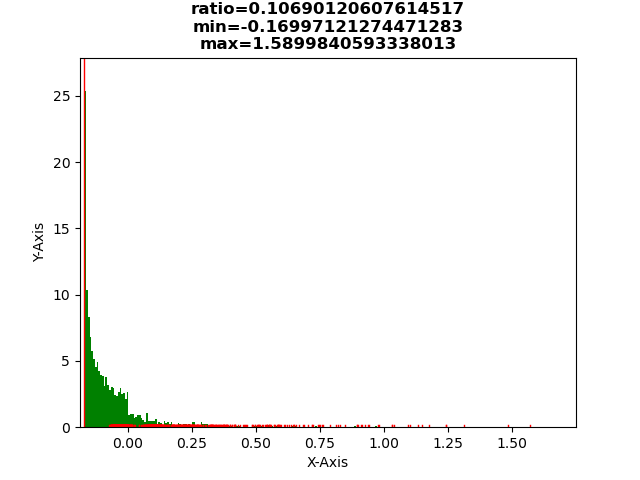 ratio=0.10690120607614517
min=-0.16997121274471283
max=1.5899840593338013
25
20
15
10
5
0
Y-Axis
0.00 0.25 0.50 0.75 1.00 1.25 1.50
X-Axis